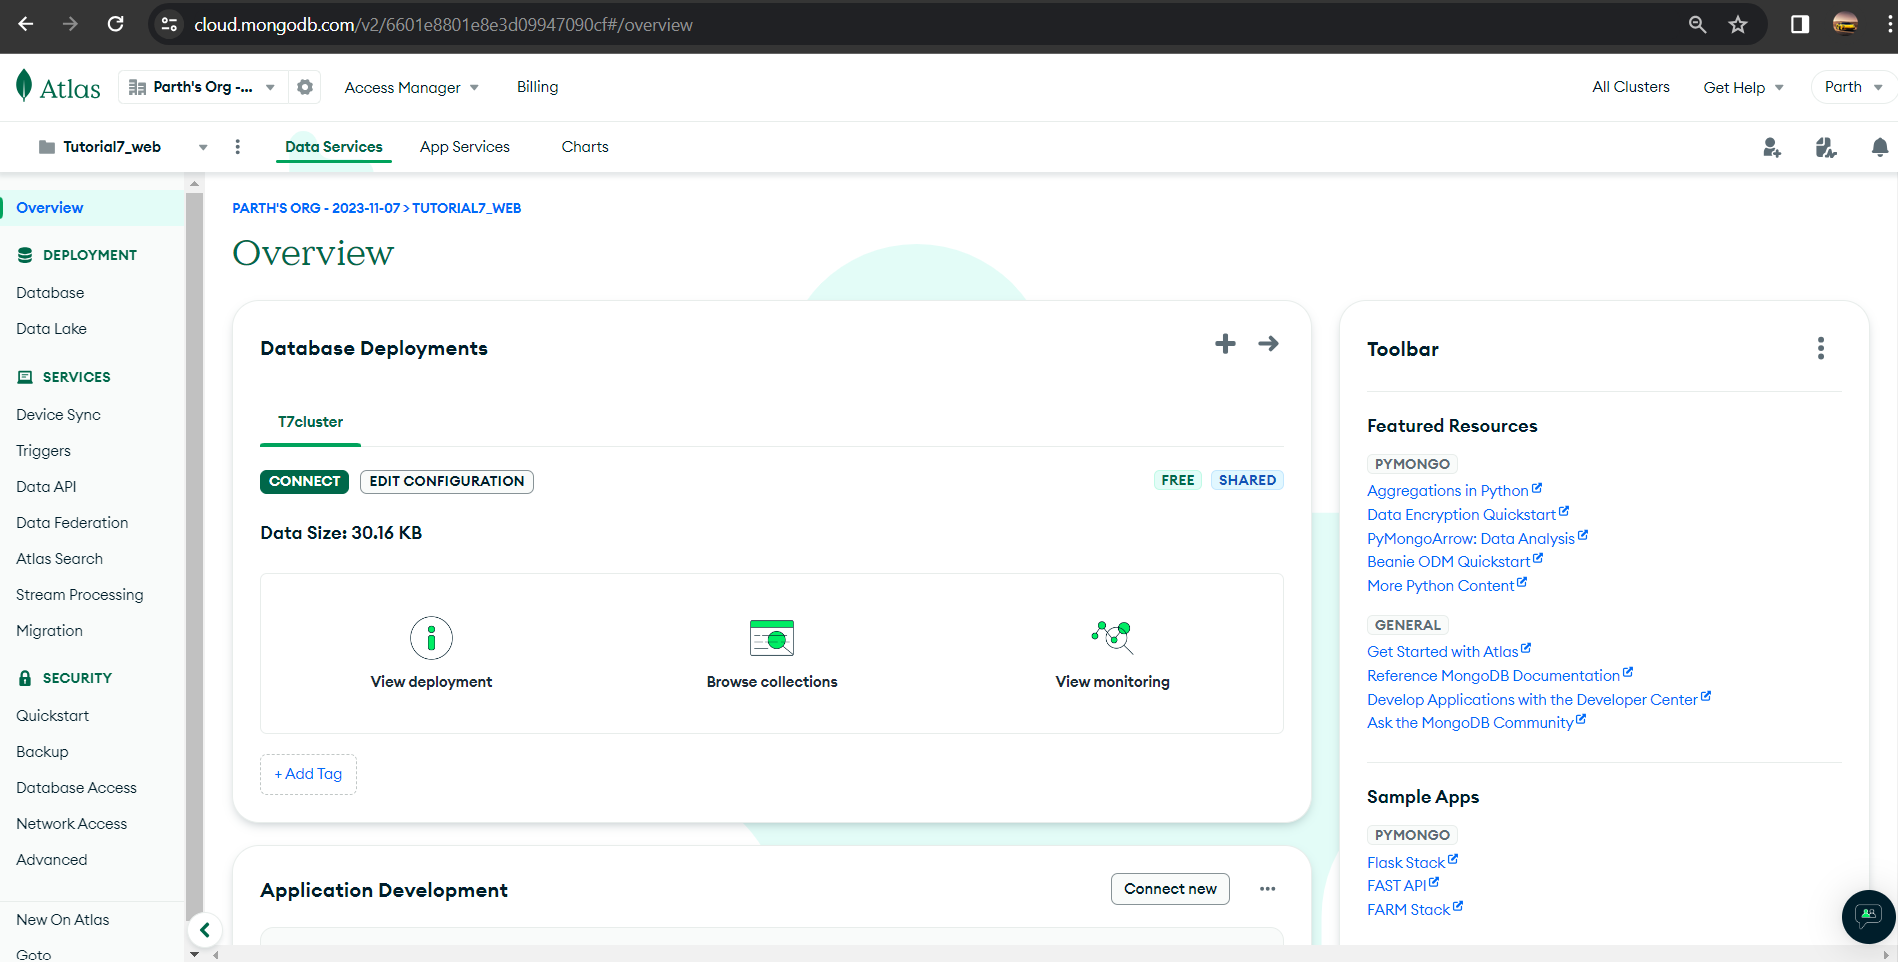 cloud.mongodb.com/v2/6601e8801e8e3d09947090cf#/overview
Atlas
Parth's Org -...
Access Manager
Billing
All Clusters
Get Help
Parth
Tutorial7_web
Data Services
App Services
Charts
Overview
DEPLOYMENT
Database
Data Lake
SERVICES
Device Sync
Triggers
Data API
Data Federation
Atlas Search
Stream Processing
Migration
SECURITY
Quickstart
Backup
Database Access
Network Access
Advanced
New On Atlas
Goto
PARTH'S ORG - 2023-11-07 > TUTORIAL7_WEB
Overview
Database Deployments
T7cluster
CONNECT
EDIT CONFIGURATION
FREE
SHARED
Data Size: 30.16 KB
View deployment
Browse collections
View monitoring
+ Add Tag
Application Development
Connect new
Toolbar
Featured Resources
PYMONGO
Aggregations in Python
Data Encryption Quickstart
PyMongoArrow: Data Analysis
Beanie ODM Quickstart
More Python Content
GENERAL
Get Started with Atlas
Reference MongoDB Documentation
Develop Applications with the Developer Center
Ask the MongoDB Community
Sample Apps
PYMONGO
Flask Stack
FAST API
FARM Stack